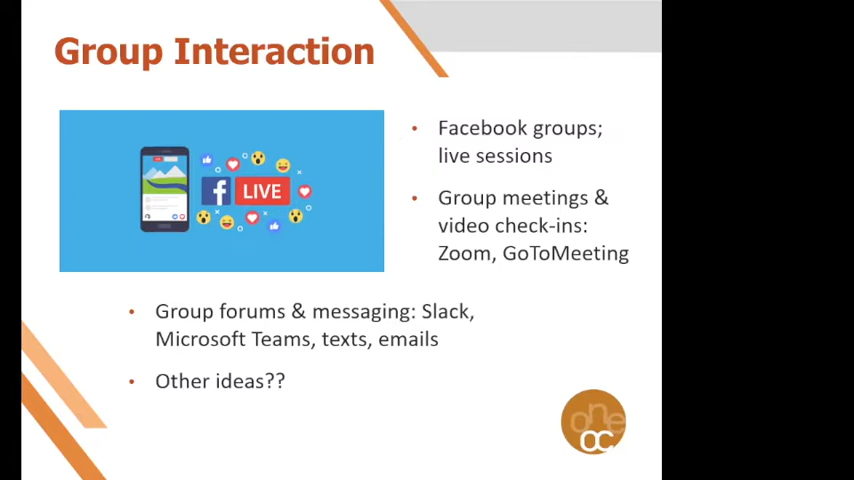 Group Interaction
Facebook groups;
live sessions
f LIVE
Group meetings &
video check-ins:
Zoom, GoToMeeting
Group forums & messaging: Slack,
Microsoft Teams, texts, emails
Other ideas??
one
OC